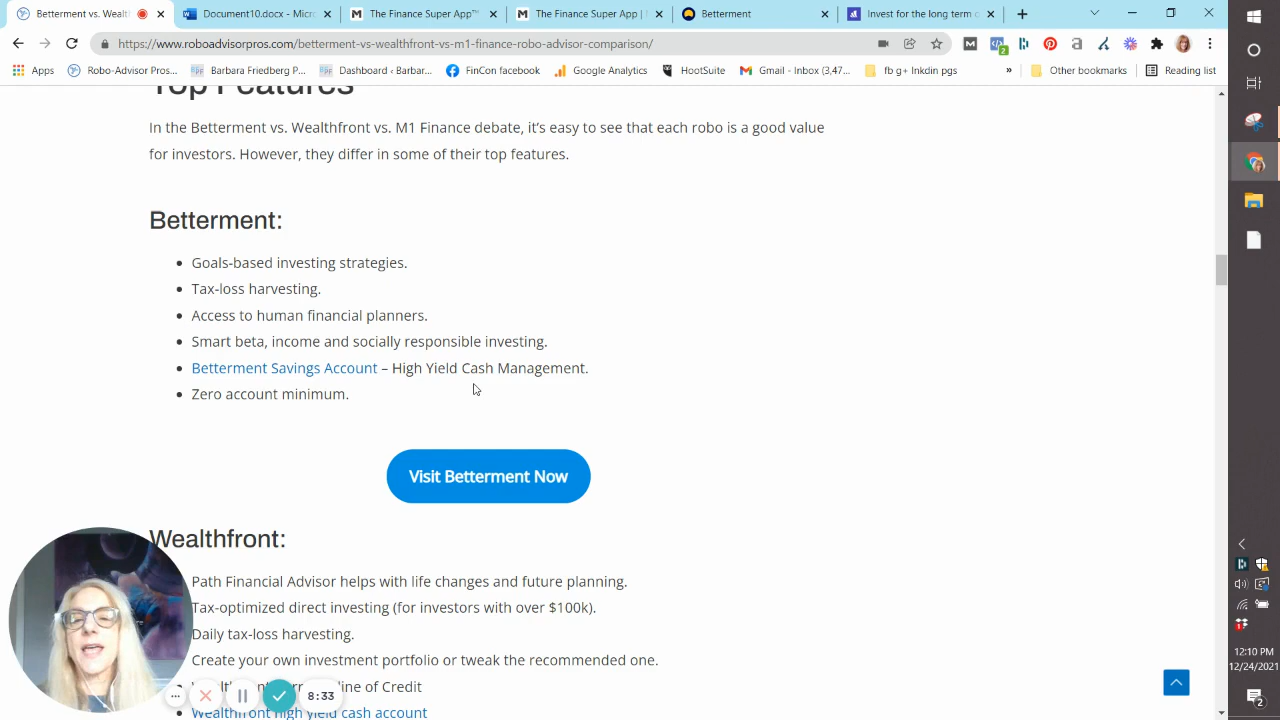 Betterment vs. Wealt
Document10.docx - Micro
The Finance Super App™
The Finance Super App |
Betterment
Invest for the long term
https://www.roboadvisorpros.com/betterment-vs-wealthfront-vs-m1-finance-robo-advisor-comparison/
Apps
Robo-Advisor Pros...
Barbara Friedberg P...
Dashboard ‹ Barbar...
FinCon facebook
Google Analytics
HootSuite
Gmail - Inbox (3,47...
fb g+ lnkdin pgs
»
Other bookmarks
Reading list
Top Features
In the Betterment vs. Wealthfront vs. M1 Finance debate, it's easy to see that each robo is a good value
for investors. However, they differ in some of their top features.
Betterment:
Goals-based investing strategies.
Tax-loss harvesting.
Access to human financial planners.
Smart beta, income and socially responsible investing.
Betterment Savings Account – High Yield Cash Management.
Zero account minimum.
Visit Betterment Now
Wealthfront:
Path Financial Advisor helps with life changes and future planning.
Tax-optimized direct investing (for investors with over $100k).
Daily tax-loss harvesting.
Create your own investment portfolio or tweak the recommended one.
line of Credit
Wealthfront high yield cash account
8:33
12:10 PM
12/24/2021
2